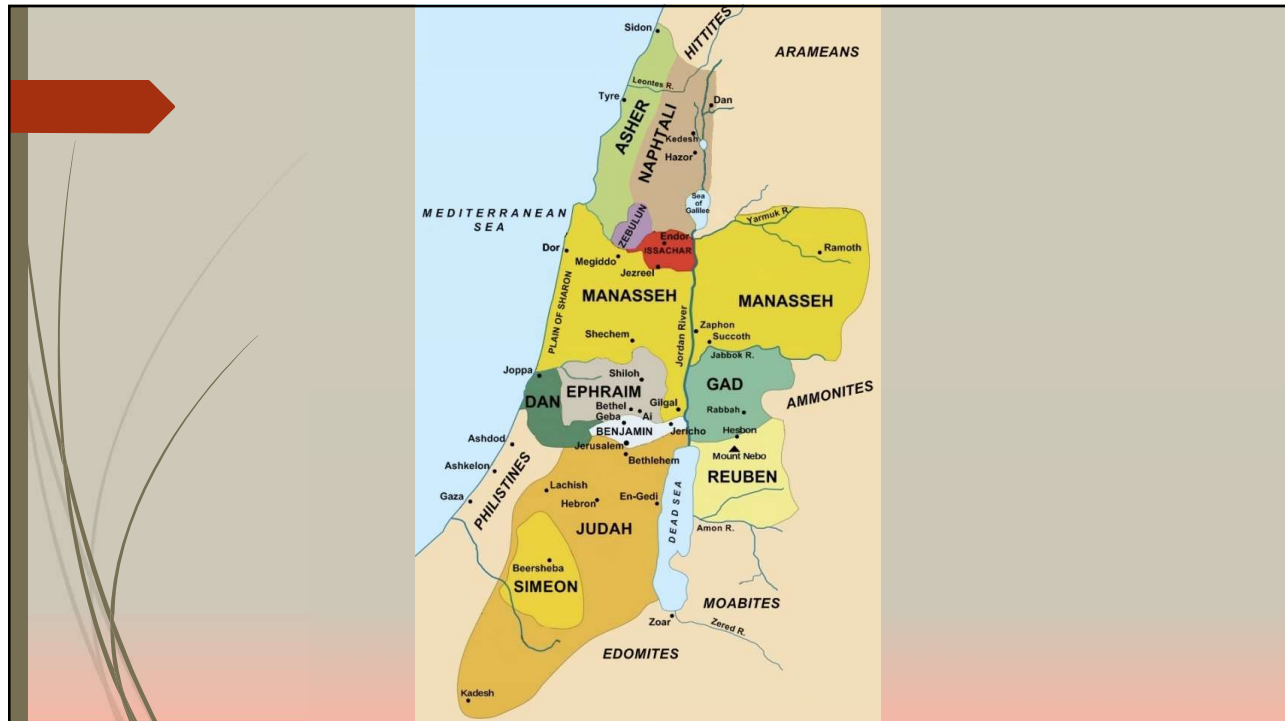 Sidon
HITTITES
ARAMEANS
Leontes R.
Tyre
Dan
ASHER
NAPHTALI
Kedesh
Hazor
Sea
of
Galilee
MEDITERRANEAN
SEA
ZEBULUN
Yarmuk R.
Endor
Dor
ISSACHAR
Ramoth
Megiddo
Jezreel
MANASSEH
MANASSEH
PLAIN OF SHARON
Jordan River
Zaphon
Shechem
Succoth
Jabbok R.
Joppa
Shiloh
EPHRAIM
GAD
AMMONITES
DAN
Bethel
Gilgal
Rabbah
Geba
Ai
BENJAMIN
Jericho
Hesbon
Ashdod
Jerusalem
Mount Nebo
Bethlehem
Ashkelon
PHILISTINES
REUBEN
Gaza
Lachish
Hebron
En-Gedi
DEAD SEA
JUDAH
Arnon R.
Beersheba
SIMEON
MOABITES
Zoar
Zered R.
EDOMITES
Kadesh